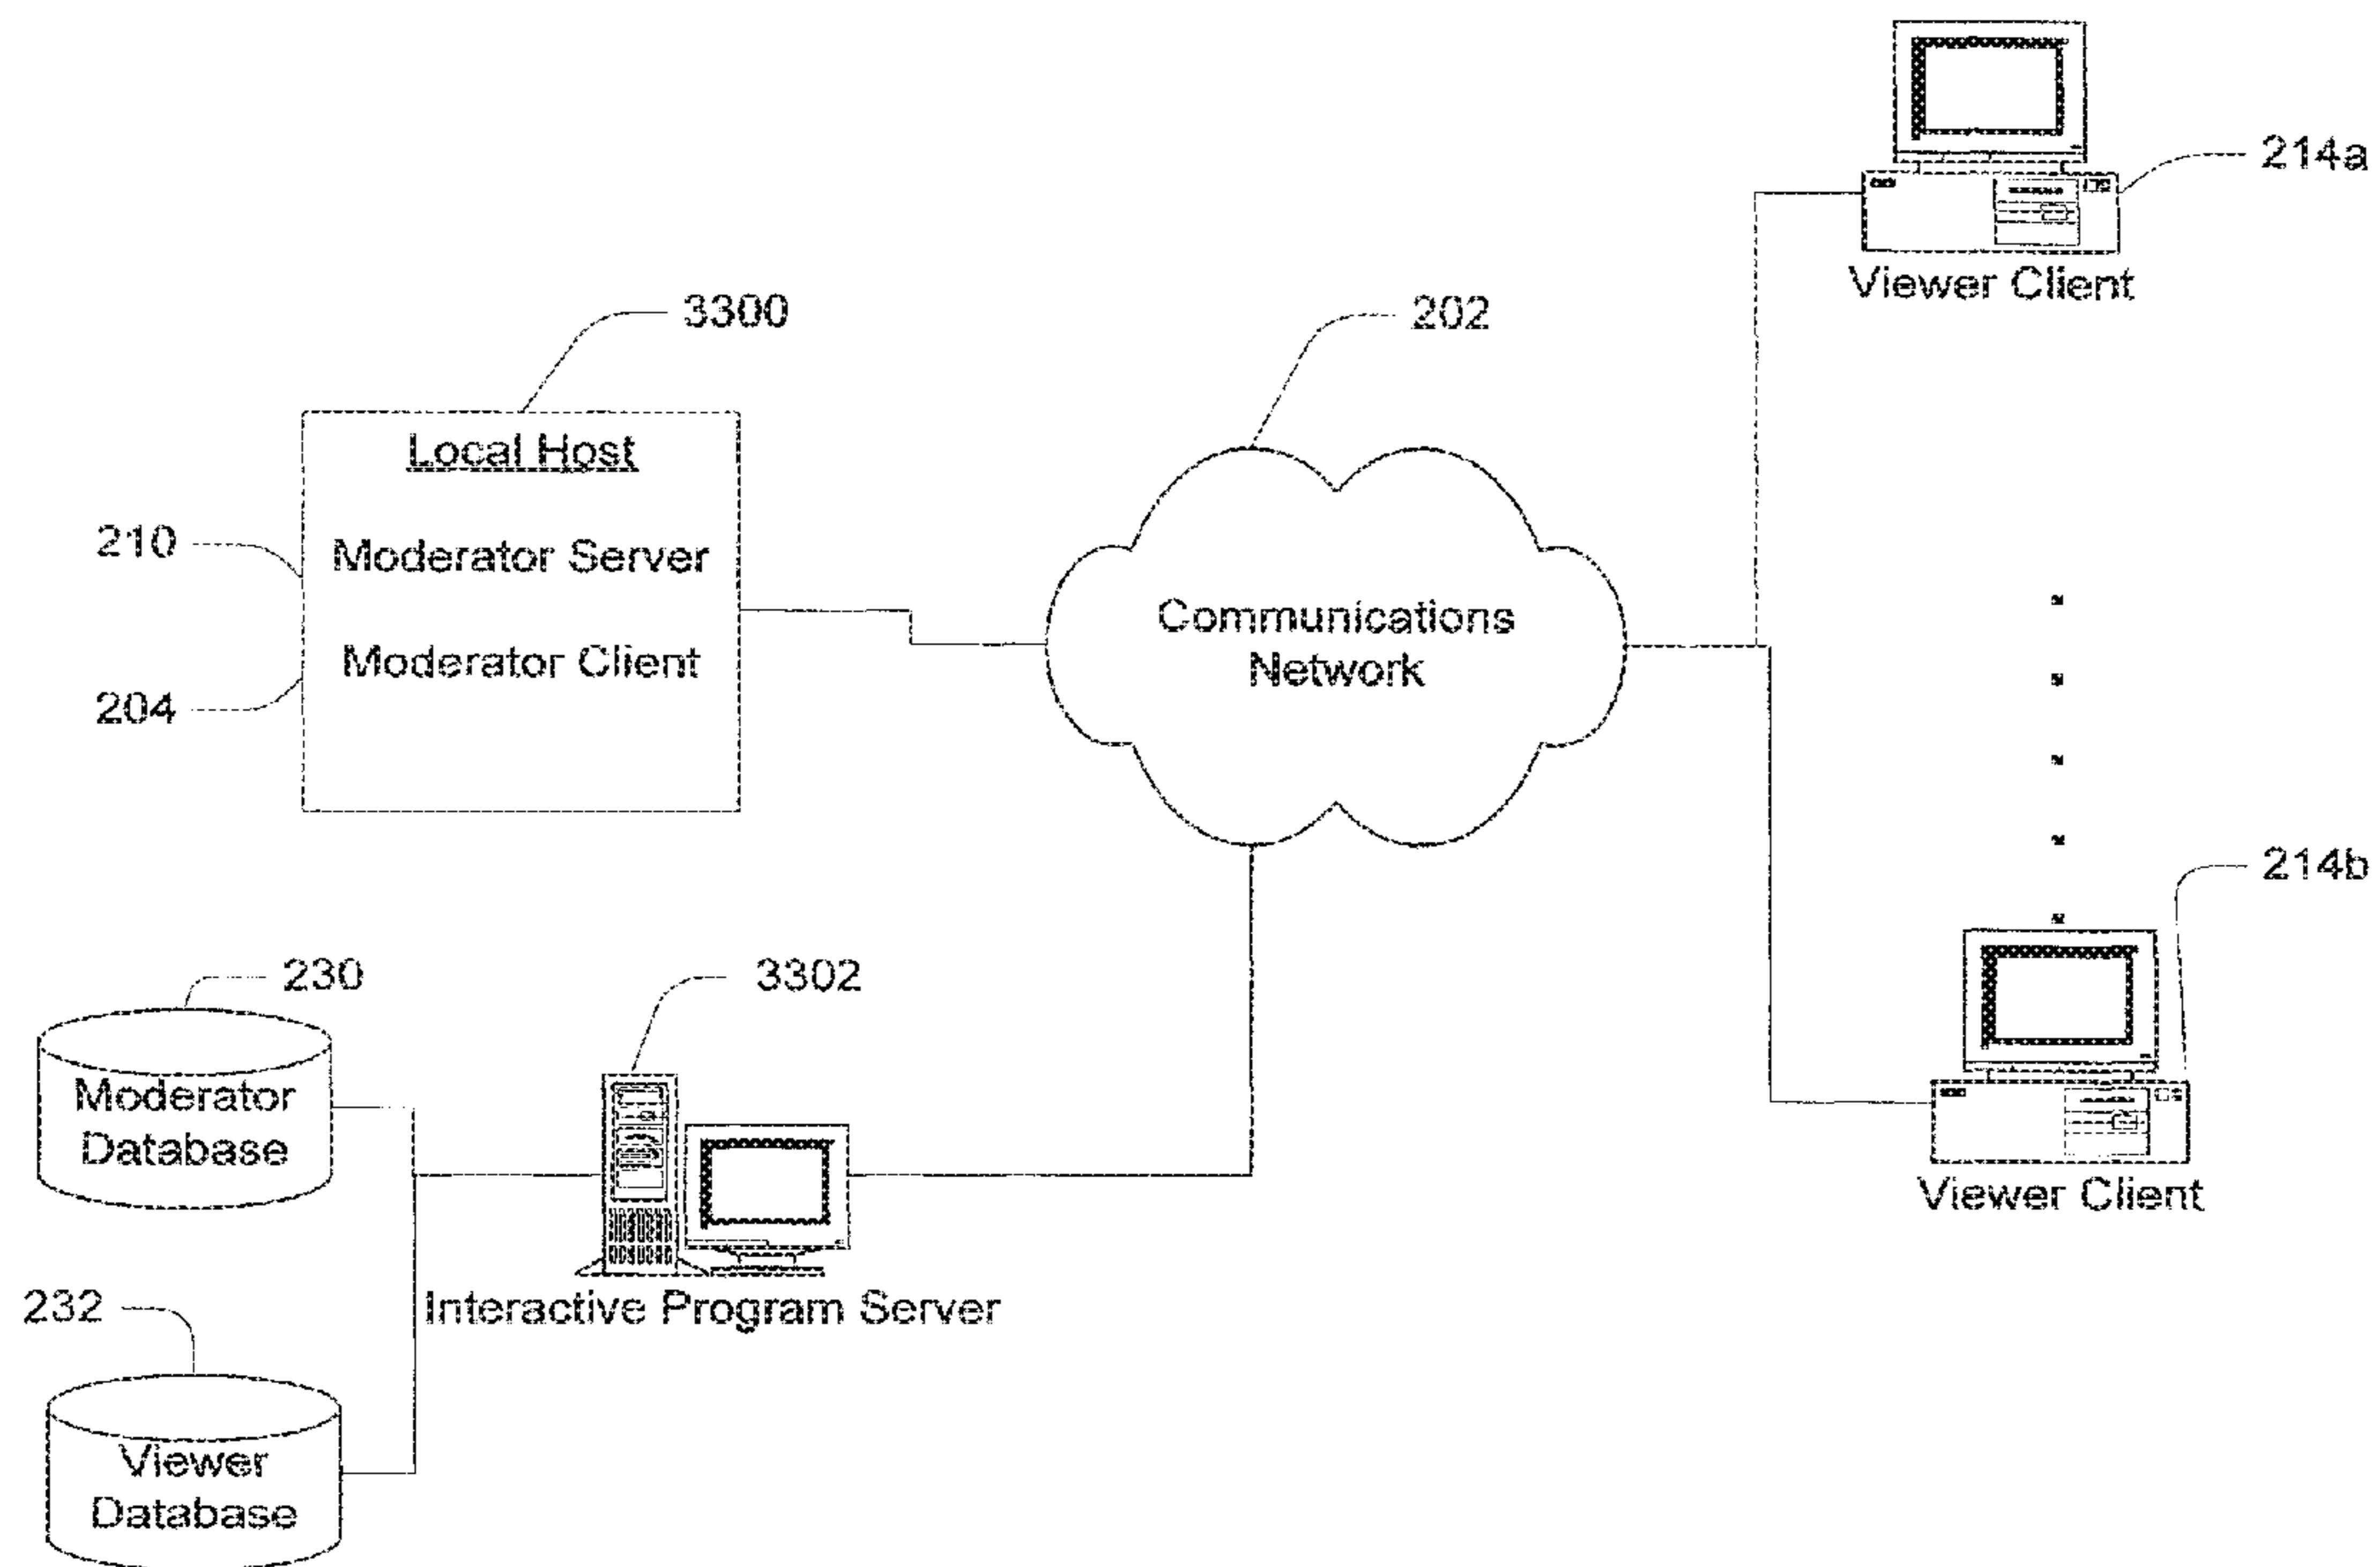 214a
Viewer Client
3300
202
Local Host
210
Moderator Server
Communications
Network
Moderator Client
204
214b
230
3302
Moderator
Database
Viewer Client
232
Interactive Program Server
Viewer
Database